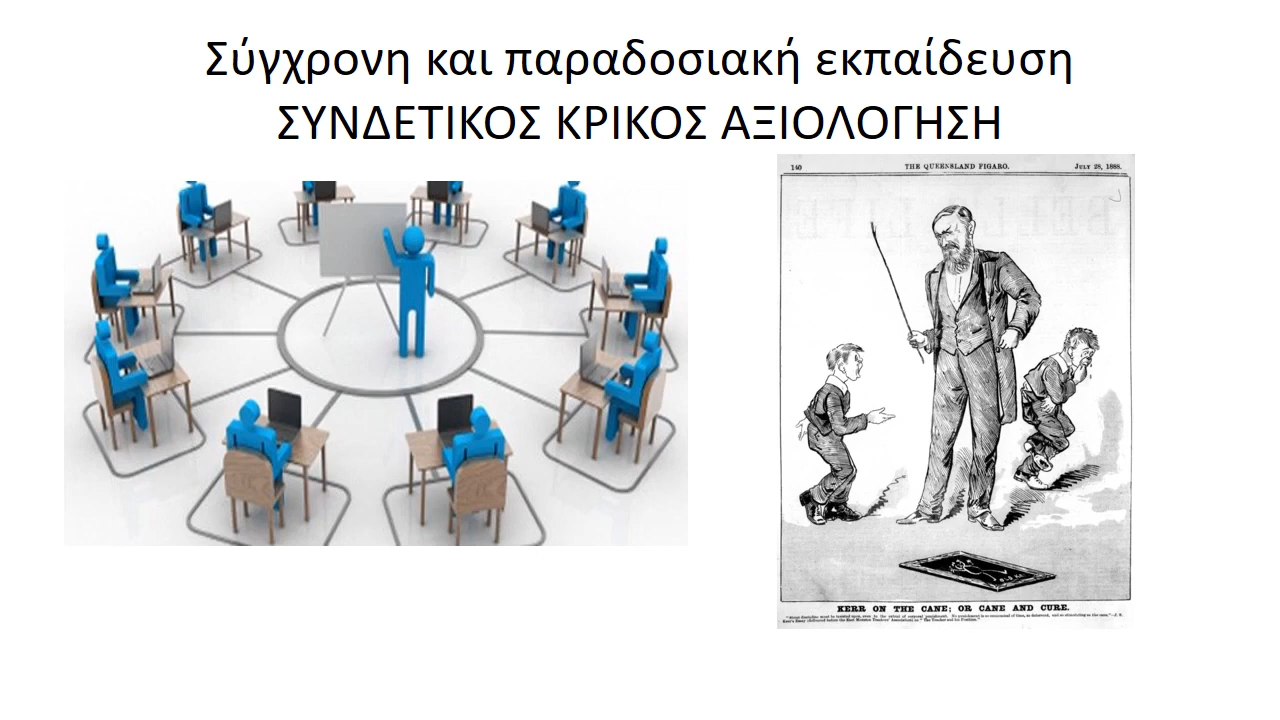 Σύγχρονη και παραδοσιακή εκπαίδευση
ΣΥΝΔΕΤΙΚΟΣ ΚΡΙΚΟΣ ΑΞΙΟΛΟΓΗΣΗ
140 THE QUEENSLAND FIGARO. JULY 28, 1888.
KERR ON THE CANE; OR CANE AND CURE.